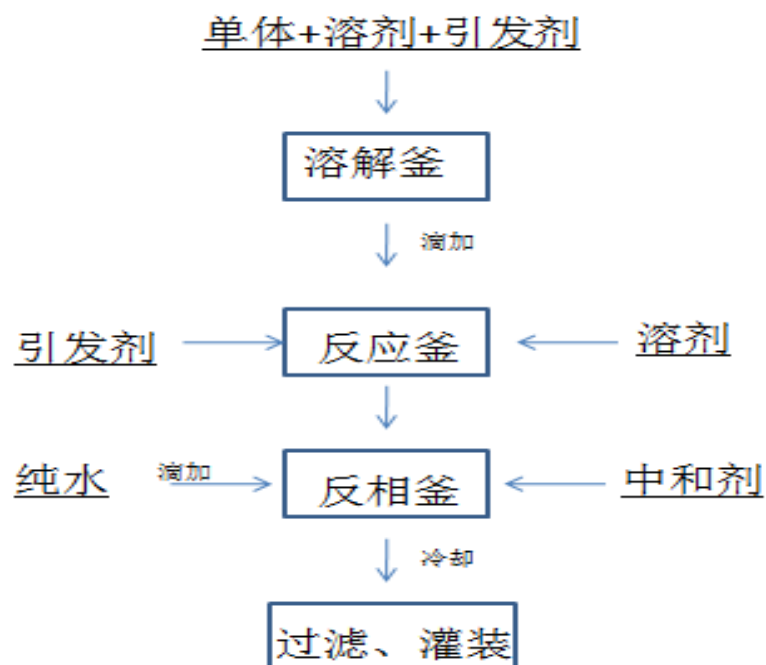 单体+溶剂+引发剂
溶解釜
滴加
引发剂
反应釜
溶剂
纯水
滴加
反相釜
中和剂
冷却
过滤、灌装